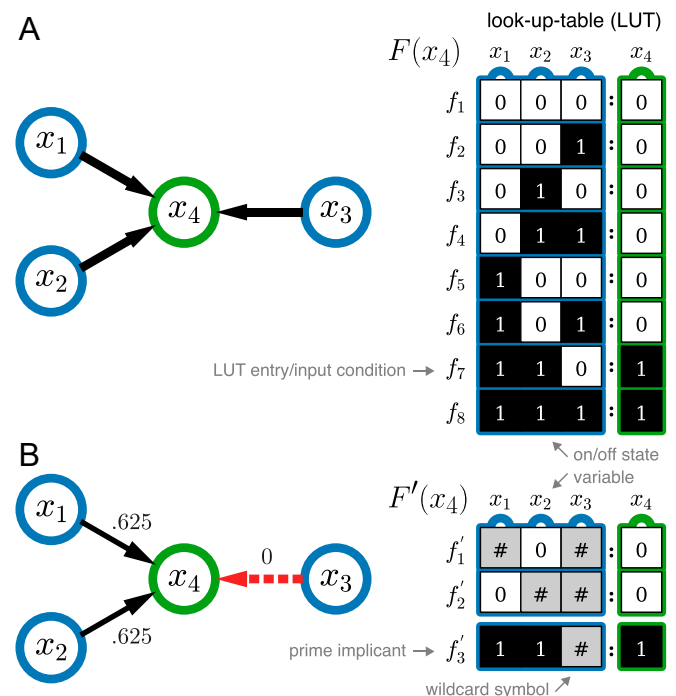 A
look-up-table (LUT)
F(x₄) x₁ x₂ x₃ x₄
f₁ 0 0 0 : 0
f₂ 0 0 1 : 0
f₃ 0 1 0 : 0
f₄ 0 1 1 : 0
f₅ 1 0 0 : 0
f₆ 1 0 1 : 0
LUT entry/input condition f₇ 1 1 0 : 1
f₈ 1 1 1 : 1
x₁
x₄ x₃
x₂
on/off state
variable
B
F′(x₄) x₁ x₂ x₃ x₄
f′₁ # 0 # : 0
f′₂ 0 # # : 0
prime implicant f′₃ 1 1 # : 1
wildcard symbol
x₁ .625
0
x₄ x₃
x₂ .625